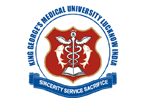 KING GEORGE'S MEDICAL UNIVERSITY LUCKNOW INDIA
SINCERITY SERVICE SACRIFICE